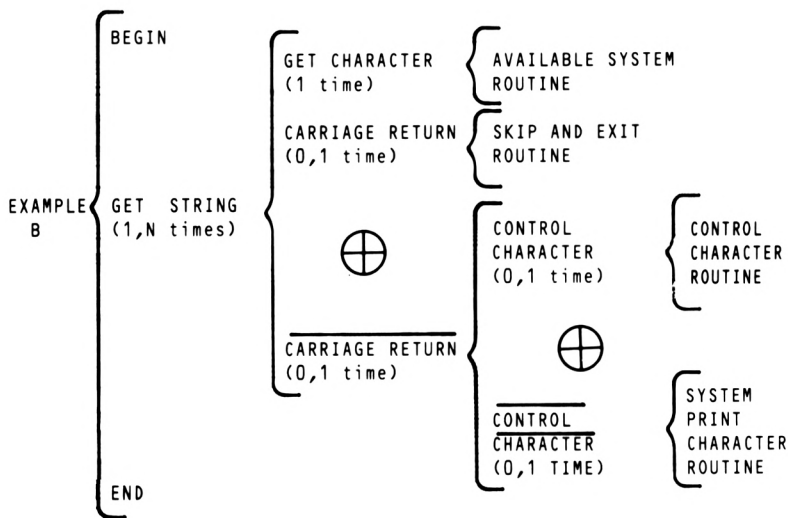 BEGIN
GET CHARACTER
(1 time)
AVAILABLE SYSTEM
ROUTINE
CARRIAGE RETURN
(0,1 time)
SKIP AND EXIT
ROUTINE
EXAMPLE
B
GET STRING
(1,N times)
CONTROL
CHARACTER
(0,1 time)
CONTROL
CHARACTER
ROUTINE
CARRIAGE RETURN
(0,1 time)
CONTROL
CHARACTER
(0,1 TIME)
SYSTEM
PRINT
CHARACTER
ROUTINE
END